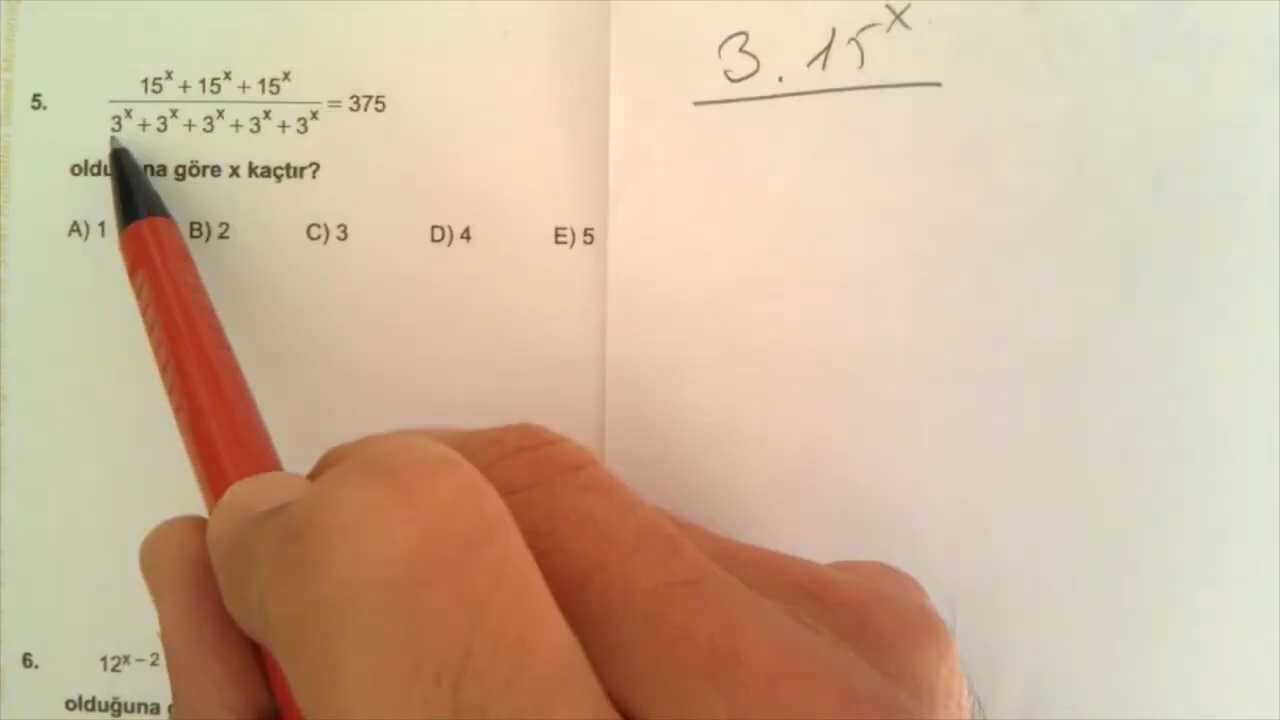 3 . 15^x
5. (15^x + 15^x + 15^x) / (3^x + 3^x + 3^x + 3^x + 3^x) = 375
göre x kaçtır?
A) 1 B) 2 C) 3 D) 4 E) 5
6. 12^(x – 2)
olduğuna